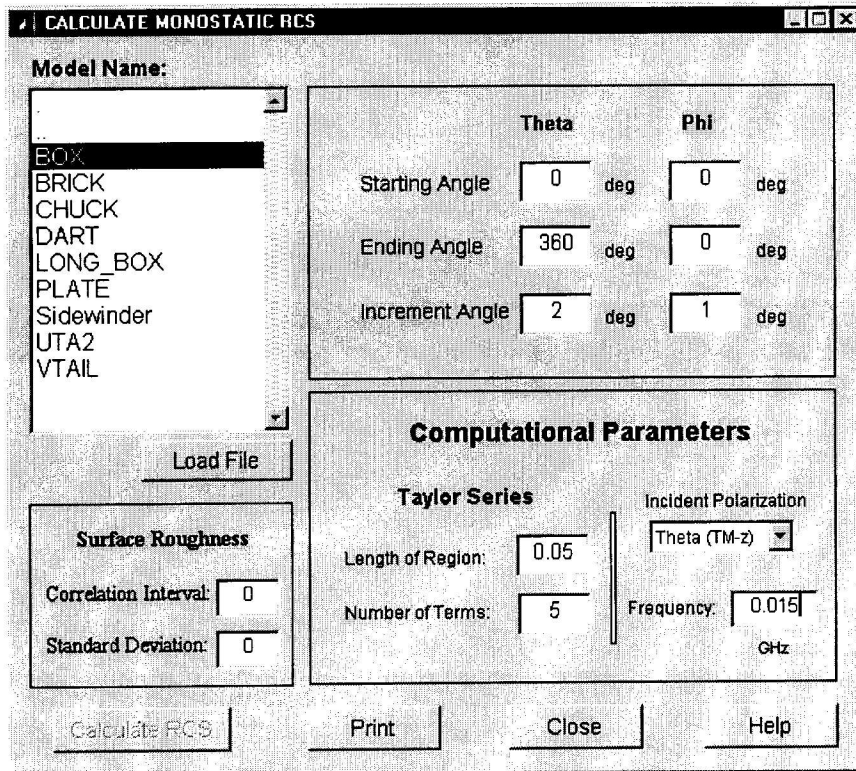 CALCULATE MONOSTATIC RCS
Model Name:
.
..
BOX
BRICK
CHUCK
DART
LONG_BOX
PLATE
Sidewinder
UTA2
VTAIL
Load File
Theta Phi
Starting Angle 0 deg 0 deg
Ending Angle 360 deg 0 deg
Increment Angle 2 deg 1 deg
Surface Roughness
Correlation Interval: 0
Standard Deviation: 0
Computational Parameters
Taylor Series
Length of Region: 0.05
Number of Terms: 5
Incident Polarization
Theta (TM-z)
Frequency: 0.015
GHz
Calculate RCS Print Close Help